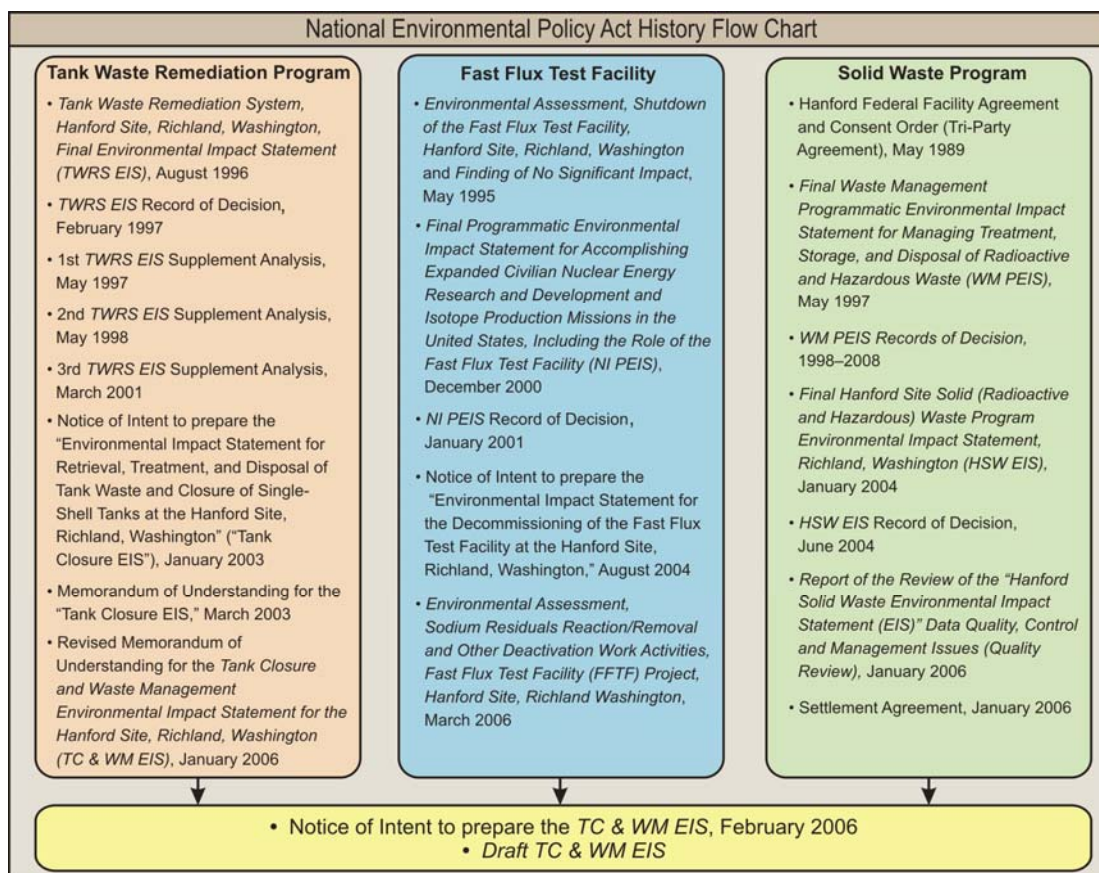 National Environmental Policy Act History Flow Chart
Tank Waste Remediation Program
• Tank Waste Remediation System,
Hanford Site, Richland, Washington,
Final Environmental Impact Statement
(TWRS EIS), August 1996
• TWRS EIS Record of Decision,
February 1997
• 1st TWRS EIS Supplement Analysis,
May 1997
• 2nd TWRS EIS Supplement Analysis,
May 1998
• 3rd TWRS EIS Supplement Analysis,
March 2001
• Notice of Intent to prepare the
“Environmental Impact Statement for
Retrieval, Treatment, and Disposal of
Tank Waste and Closure of Single-
Shell Tanks at the Hanford Site,
Richland, Washington” (“Tank
Closure EIS”), January 2003
• Memorandum of Understanding for the
“Tank Closure EIS,” March 2003
• Revised Memorandum of
Understanding for the Tank Closure
and Waste Management
Environmental Impact Statement for the
Hanford Site, Richland, Washington
(TC & WM EIS), January 2006
Fast Flux Test Facility
• Environmental Assessment, Shutdown
of the Fast Flux Test Facility,
Hanford Site, Richland, Washington
and Finding of No Significant Impact,
May 1995
• Final Programmatic Environmental
Impact Statement for Accomplishing
Expanded Civilian Nuclear Energy
Research and Development and
Isotope Production Missions in the
United States, Including the Role of the
Fast Flux Test Facility (NI PEIS),
December 2000
• NI PEIS Record of Decision,
January 2001
• Notice of Intent to prepare the
“Environmental Impact Statement for
the Decommissioning of the Fast Flux
Test Facility at the Hanford Site,
Richland, Washington,” August 2004
• Environmental Assessment,
Sodium Residuals Reaction/Removal
and Other Deactivation Work Activities,
Fast Flux Test Facility (FFTF) Project,
Hanford Site, Richland Washington,
March 2006
Solid Waste Program
• Hanford Federal Facility Agreement
and Consent Order (Tri-Party
Agreement), May 1989
• Final Waste Management
Programmatic Environmental Impact
Statement for Managing Treatment,
Storage, and Disposal of Radioactive
and Hazardous Waste (WM PEIS),
May 1997
• WM PEIS Records of Decision,
1998–2008
• Final Hanford Site Solid (Radioactive
and Hazardous) Waste Program
Environmental Impact Statement,
Richland, Washington (HSW EIS),
January 2004
• HSW EIS Record of Decision,
June 2004
• Report of the Review of the “Hanford
Solid Waste Environmental Impact
Statement (EIS)” Data Quality, Control
and Management Issues (Quality
Review), January 2006
• Settlement Agreement, January 2006
• Notice of Intent to prepare the TC & WM EIS, February 2006
• Draft TC & WM EIS